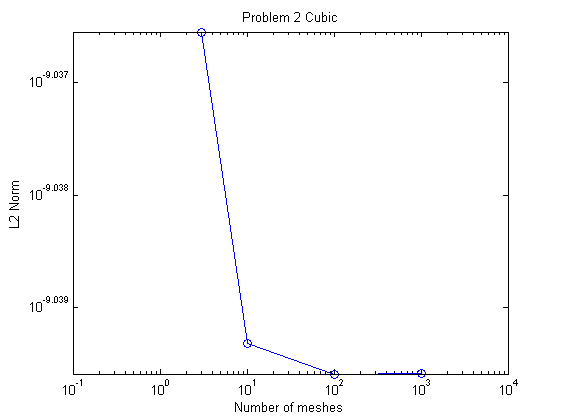 Problem 2 Cubic
10^-9.037
10^-9.038
10^-9.039
L2 Norm
10^-1 10^0 10^1 10^2 10^3 10^4
Number of meshes